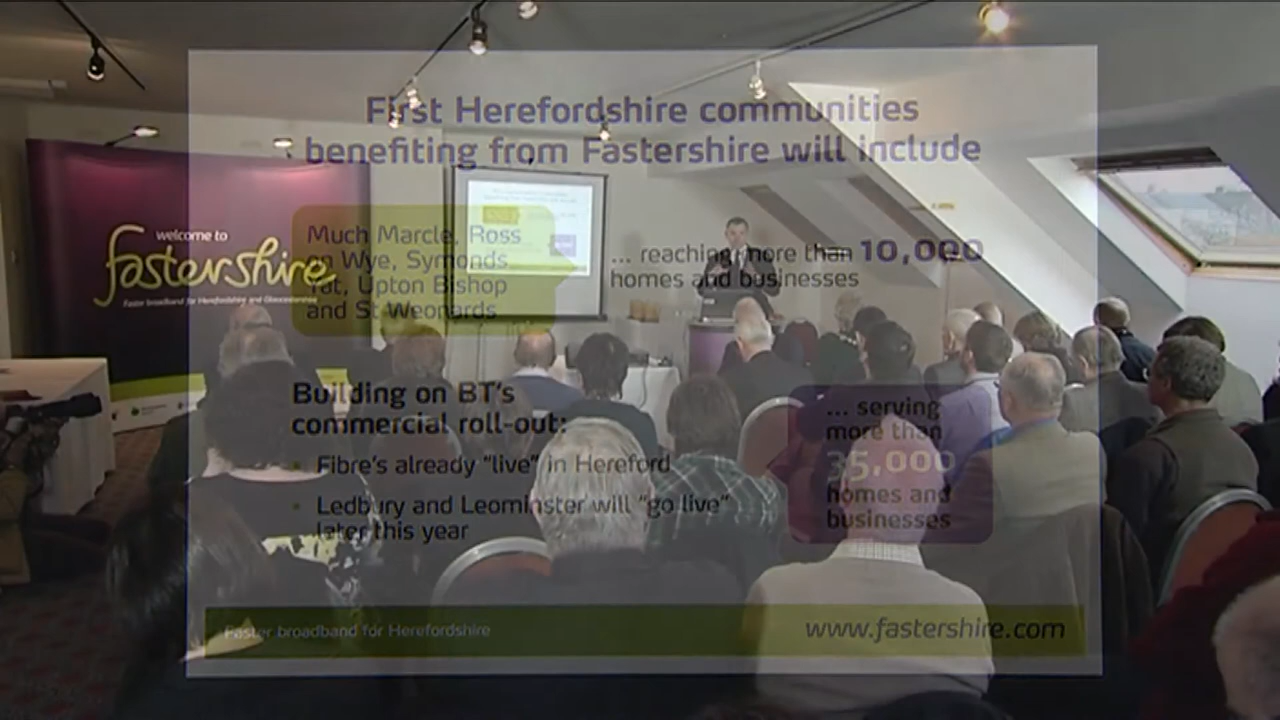 First Herefordshire communities
benefiting from Fastershire will include
welcome to
fastershire
Faster broadband for Herefordshire and Gloucestershire
Much Marcle, Ross
on Wye, Symonds
Yat, Upton Bishop
and St Weonards
... reaching more than 10,000
homes and businesses
Building on BT's
commercial roll-out:
Fibre's already "live" in Hereford
Ledbury and Leominster will "go live"
later this year
... serving
more than
35,000
homes and
businesses
Faster broadband for Herefordshire
www.fastershire.com